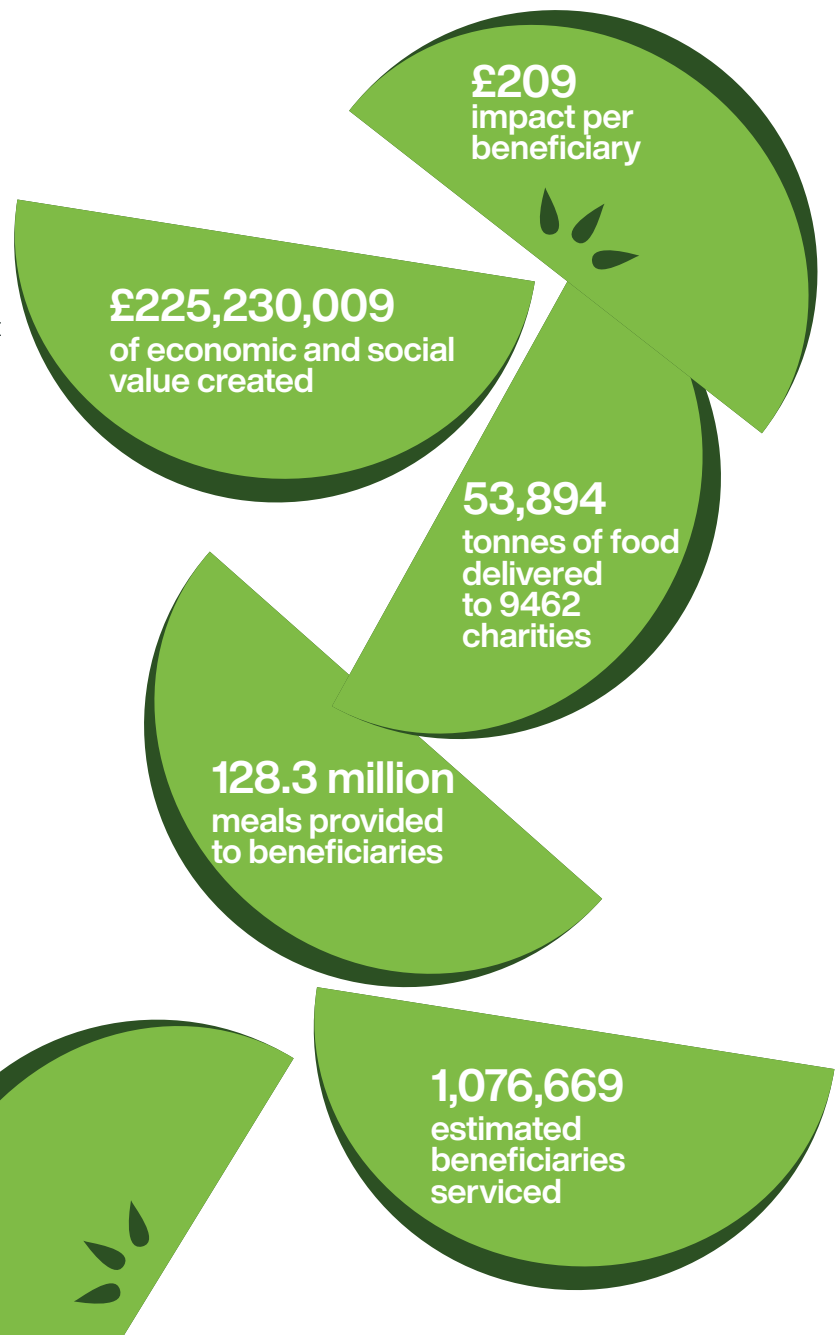 £209
impact per
beneficiary
£225,230,009
of economic and social
value created
53,894
tonnes of food
delivered
to 9462
charities
128.3 million
meals provided
to beneficiaries
1,076,669
estimated
beneficiaries
serviced